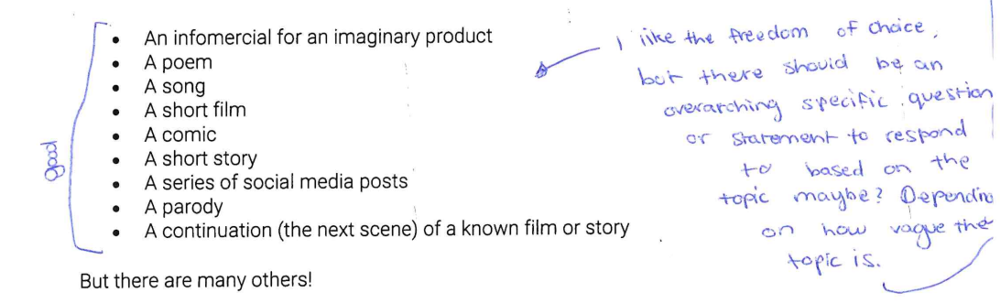 • An infomercial for an imaginary product
• A poem
• A song
• A short film
• A comic
• A short story
• A series of social media posts
• A parody
• A continuation (the next scene) of a known film or story
But there are many others!
good
I like the freedom of choice,
but there should be an
overarching specific question
or statement to respond
to based on the
topic maybe? Dependin
on how vague the
topic is.